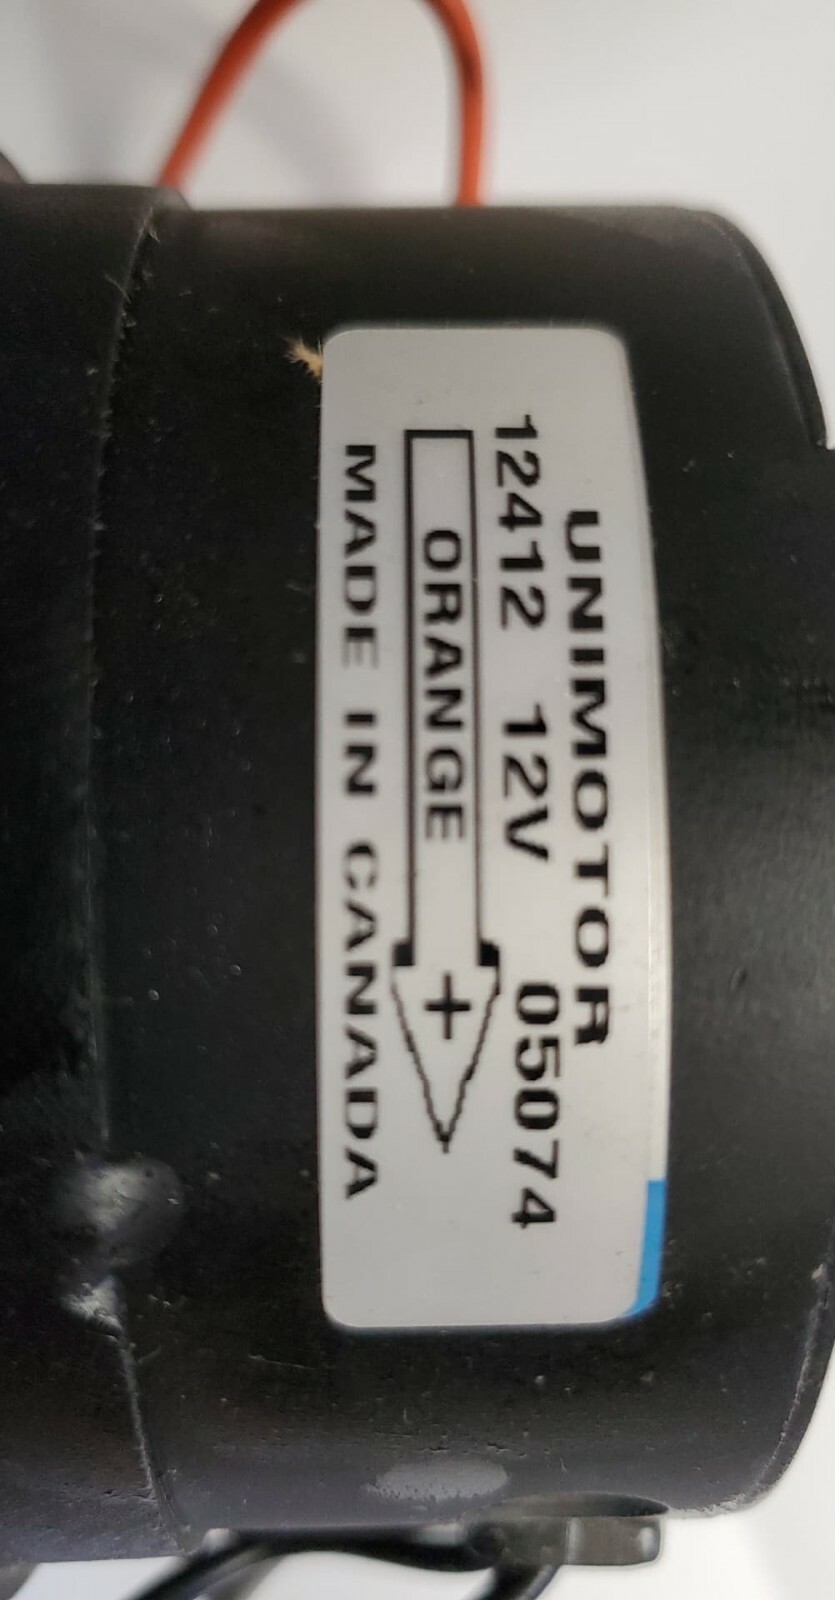 UNIMOTOR
12412 12V 05074
ORANGE +
MADE IN CANADA